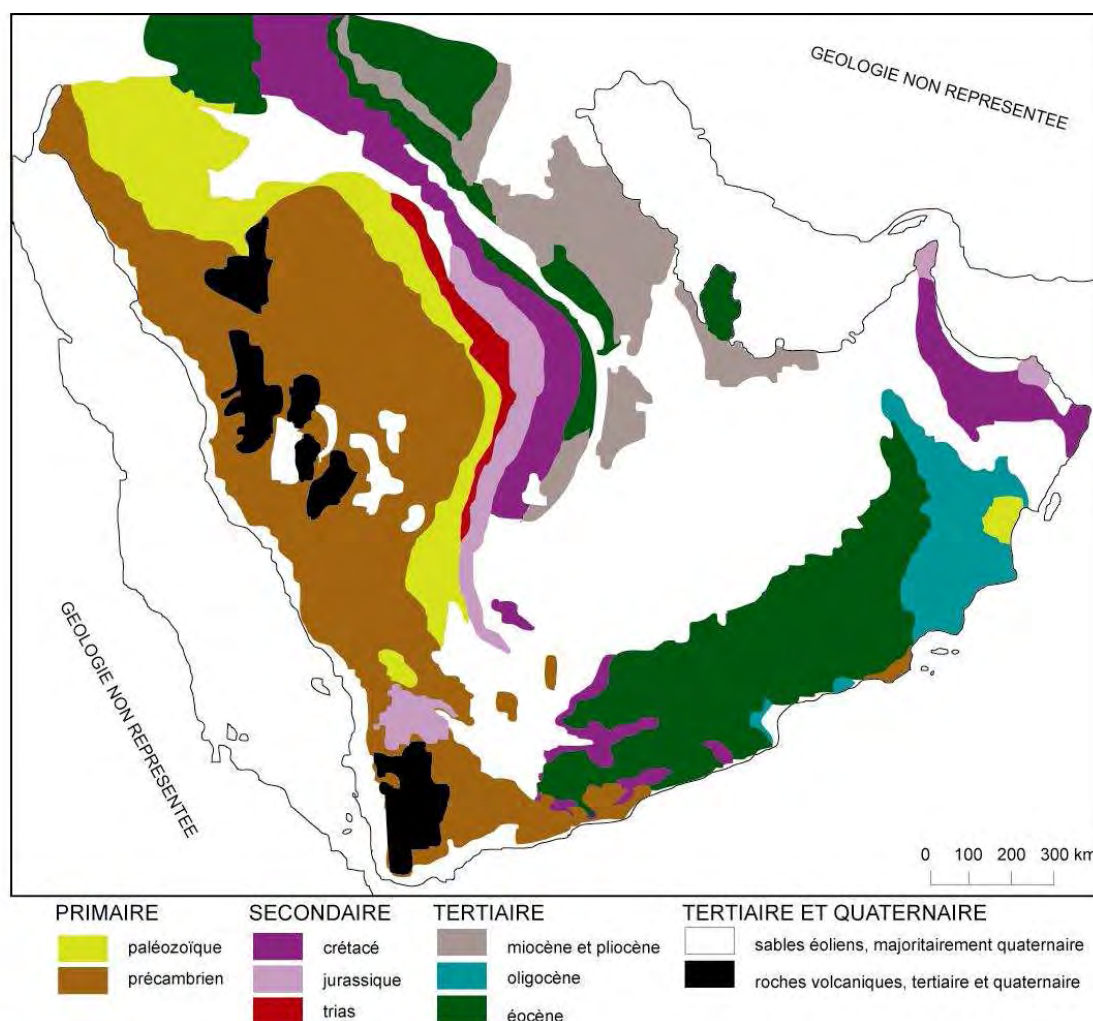 GEOLOGIE NON REPRESENTEE
GEOLOGIE NON REPRESENTEE
0 100 200 300 km
PRIMAIRE
paléozoïque
précambrien
SECONDAIRE
crétacé
jurassique
trias
TERTIAIRE
miocène et pliocène
oligocène
éocène
TERTIAIRE ET QUATERNAIRE
sables éoliens, majoritairement quaternaire
roches volcaniques, tertiaire et quaternaire